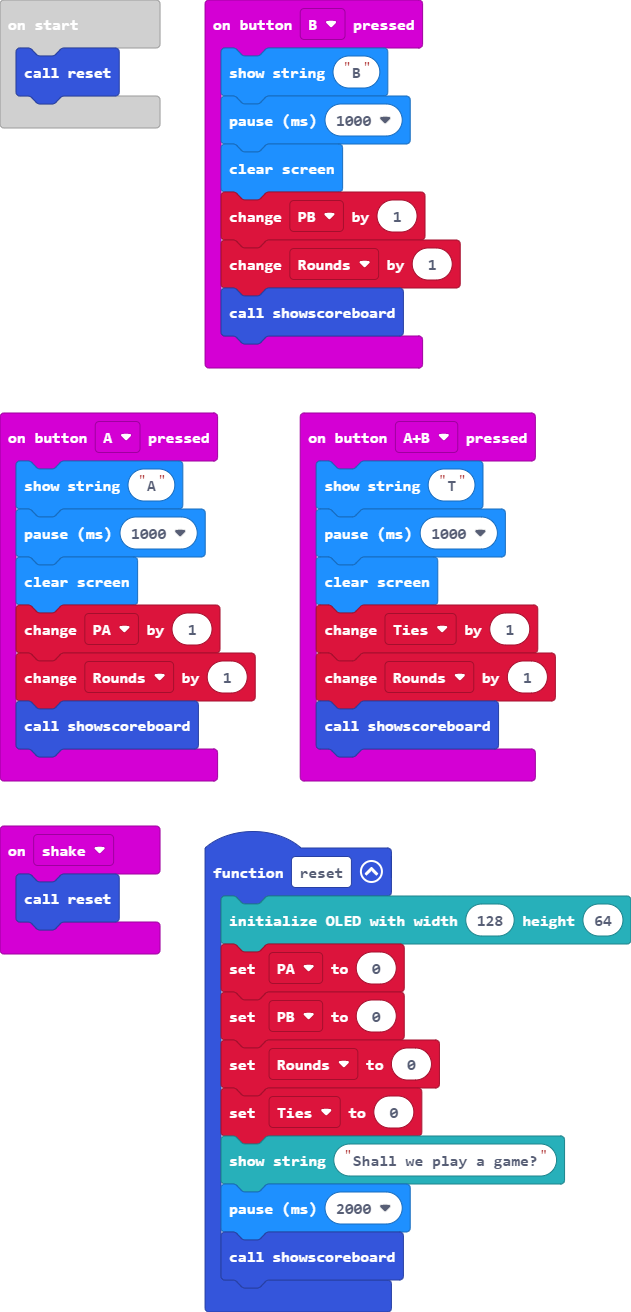 on start
call reset
on button B pressed
show string "B"
pause (ms) 1000
clear screen
change PB by 1
change Rounds by 1
call showscoreboard
on button A pressed
show string "A"
pause (ms) 1000
clear screen
change PA by 1
change Rounds by 1
call showscoreboard
on button A+B pressed
show string "T"
pause (ms) 1000
clear screen
change Ties by 1
change Rounds by 1
call showscoreboard
on shake
call reset
function reset
initialize OLED with width 128 height 64
set PA to 0
set PB to 0
set Rounds to 0
set Ties to 0
show string "Shall we play a game?"
pause (ms) 2000
call showscoreboard